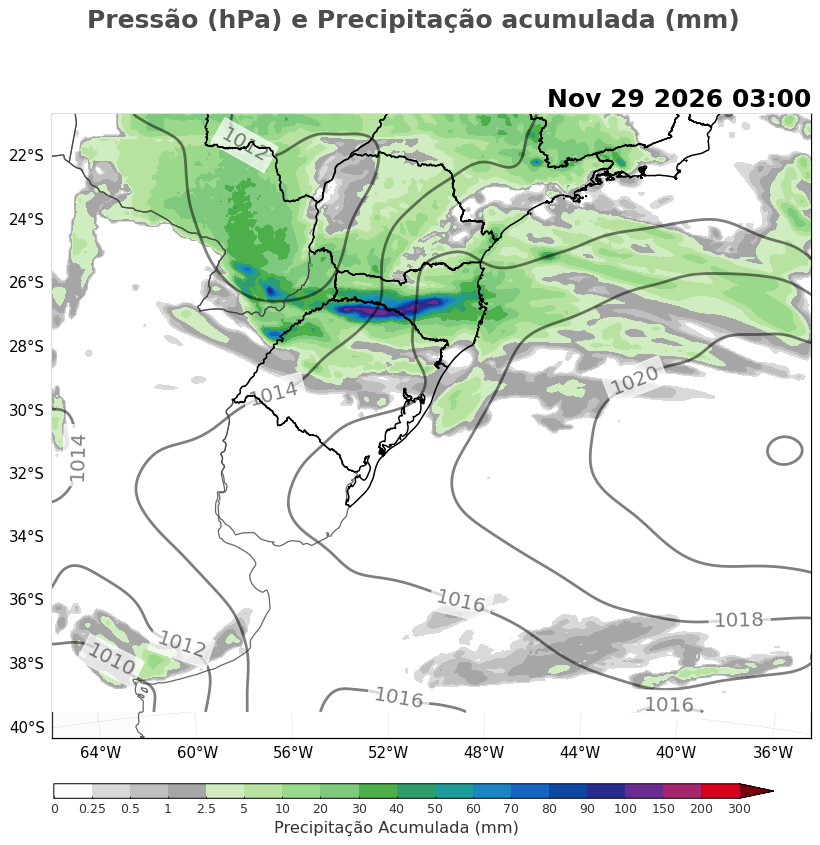 Pressão (hPa) e Precipitação acumulada (mm)
Nov 29 2026 03:00
1012
22°S
24°S
26°S
28°S
1020
1014
30°S
1014
32°S
34°S
36°S
1016
1018
1012
1010
38°S
1016
1016
40°S
64°W 60°W 56°W 52°W 48°W 44°W 40°W 36°W
0 0.25 0.5 1 2.5 5 10 20 30 40 50 60 70 80 90 100 150 200 300
Precipitação Acumulada (mm)